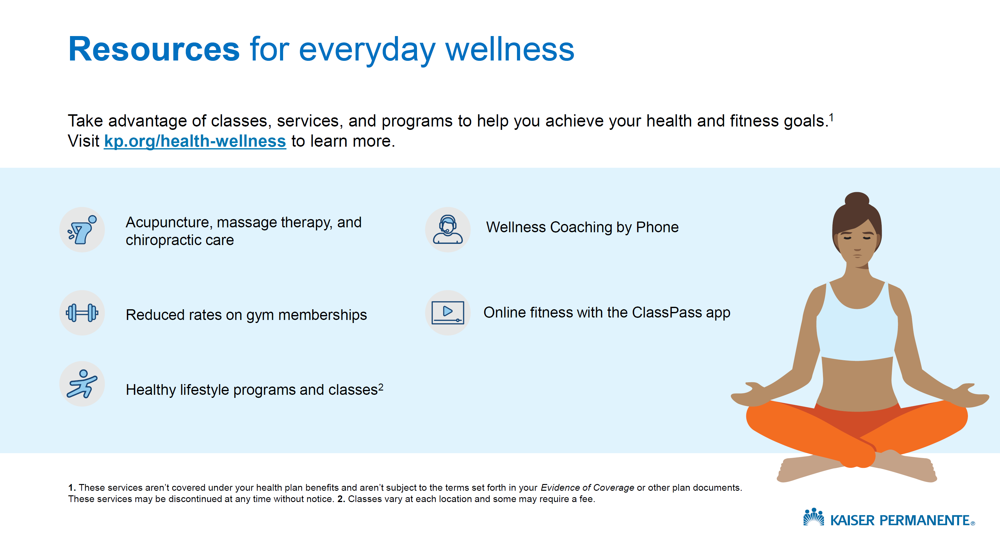 Resources for everyday wellness
Take advantage of classes, services, and programs to help you achieve your health and fitness goals.1
Visit kp.org/health-wellness to learn more.
Acupuncture, massage therapy, and
chiropractic care
Reduced rates on gym memberships
Healthy lifestyle programs and classes2
Wellness Coaching by Phone
Online fitness with the ClassPass app
1. These services aren’t covered under your health plan benefits and aren’t subject to the terms set forth in your Evidence of Coverage or other plan documents.
These services may be discontinued at any time without notice. 2. Classes vary at each location and some may require a fee.
KAISER PERMANENTE®